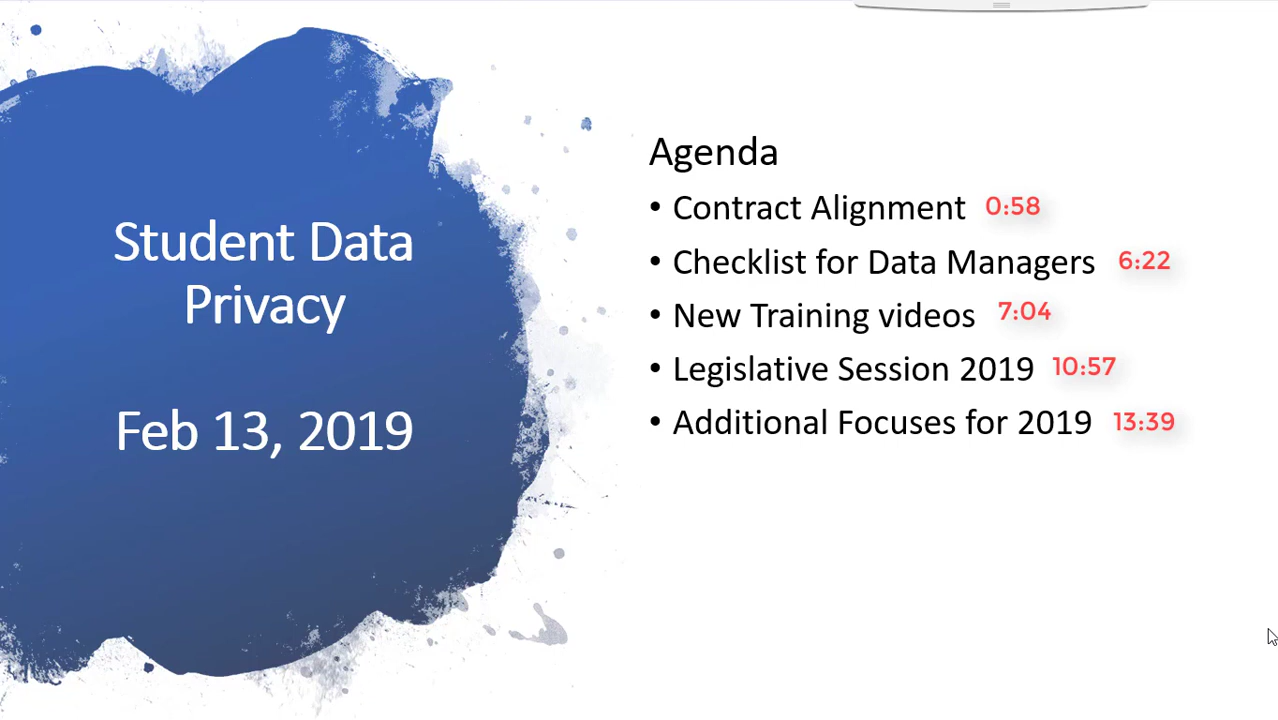 Student Data
Privacy
Feb 13, 2019
Agenda
• Contract Alignment 0:58
• Checklist for Data Managers 6:22
• New Training videos 7:04
• Legislative Session 2019 10:57
• Additional Focuses for 2019 13:39